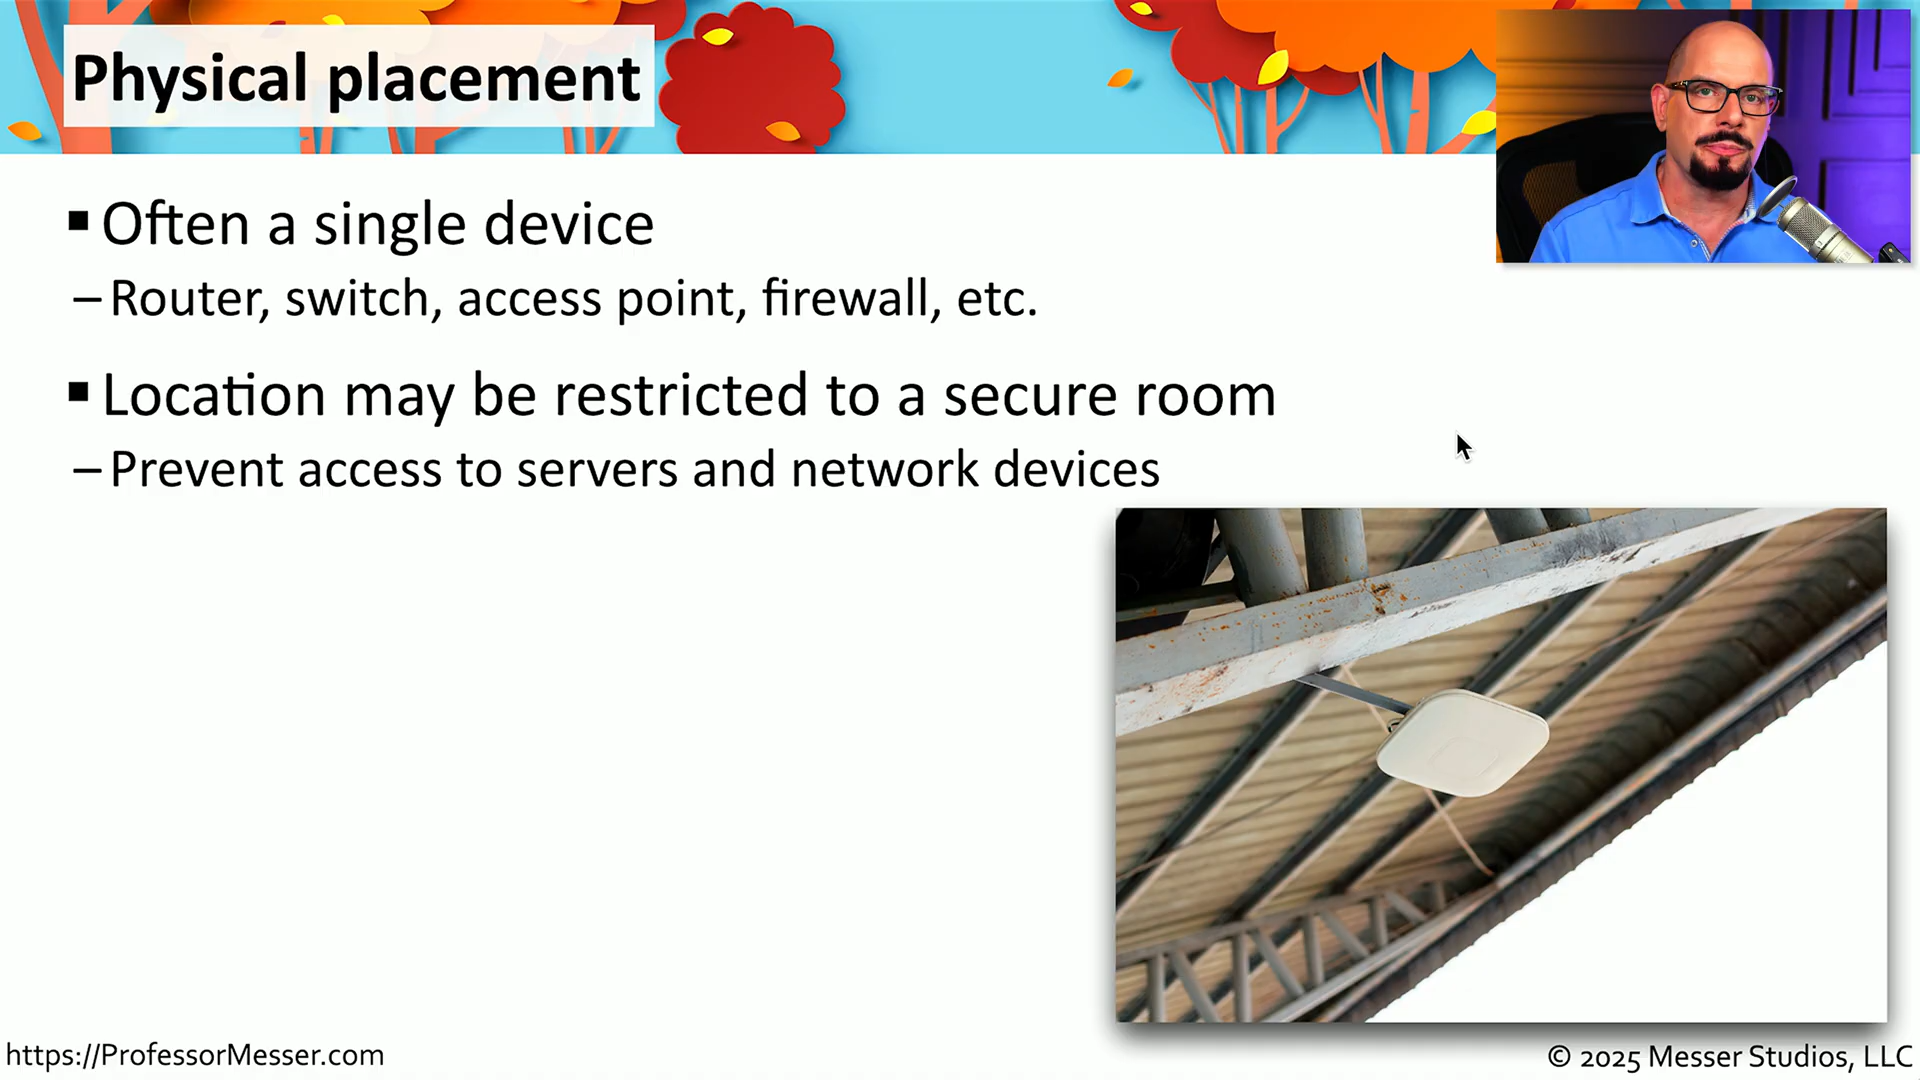 Physical placement
▪ Often a single device
– Router, switch, access point, firewall, etc.
▪ Location may be restricted to a secure room
– Prevent access to servers and network devices
https://ProfessorMesser.com
© 2025 Messer Studios, LLC